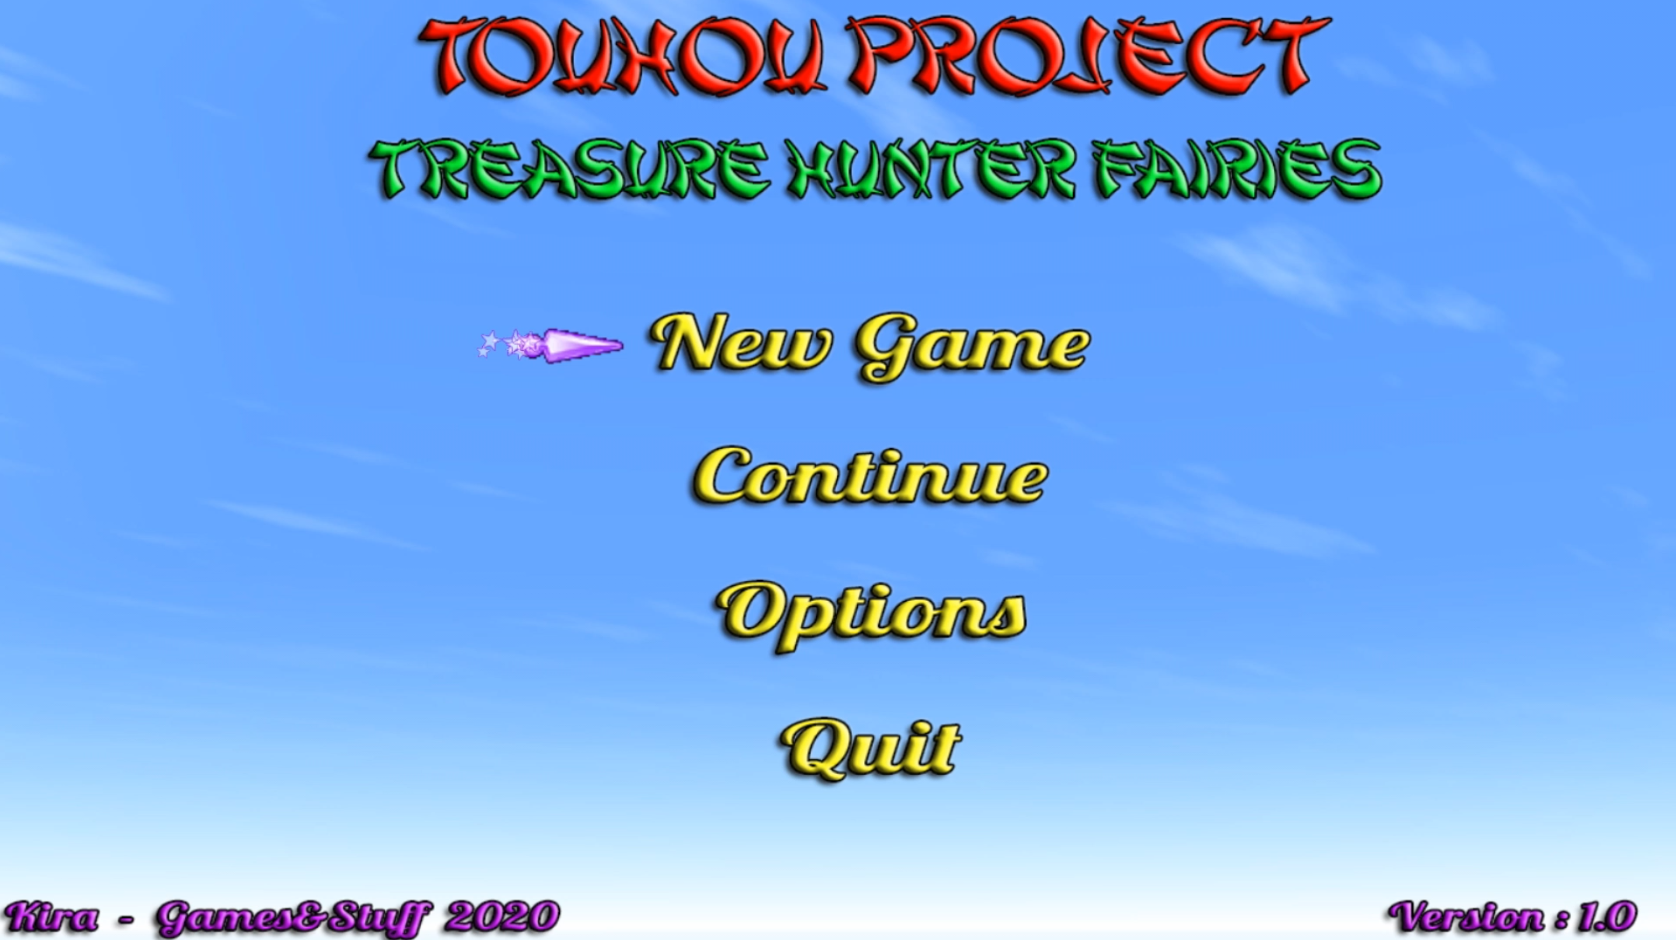 TOUHOU PROJECT
TREASURE HUNTER FAIRIES
New Game
Continue
Options
Quit
Kira - Games&Stuff 2020
Version : 1.0